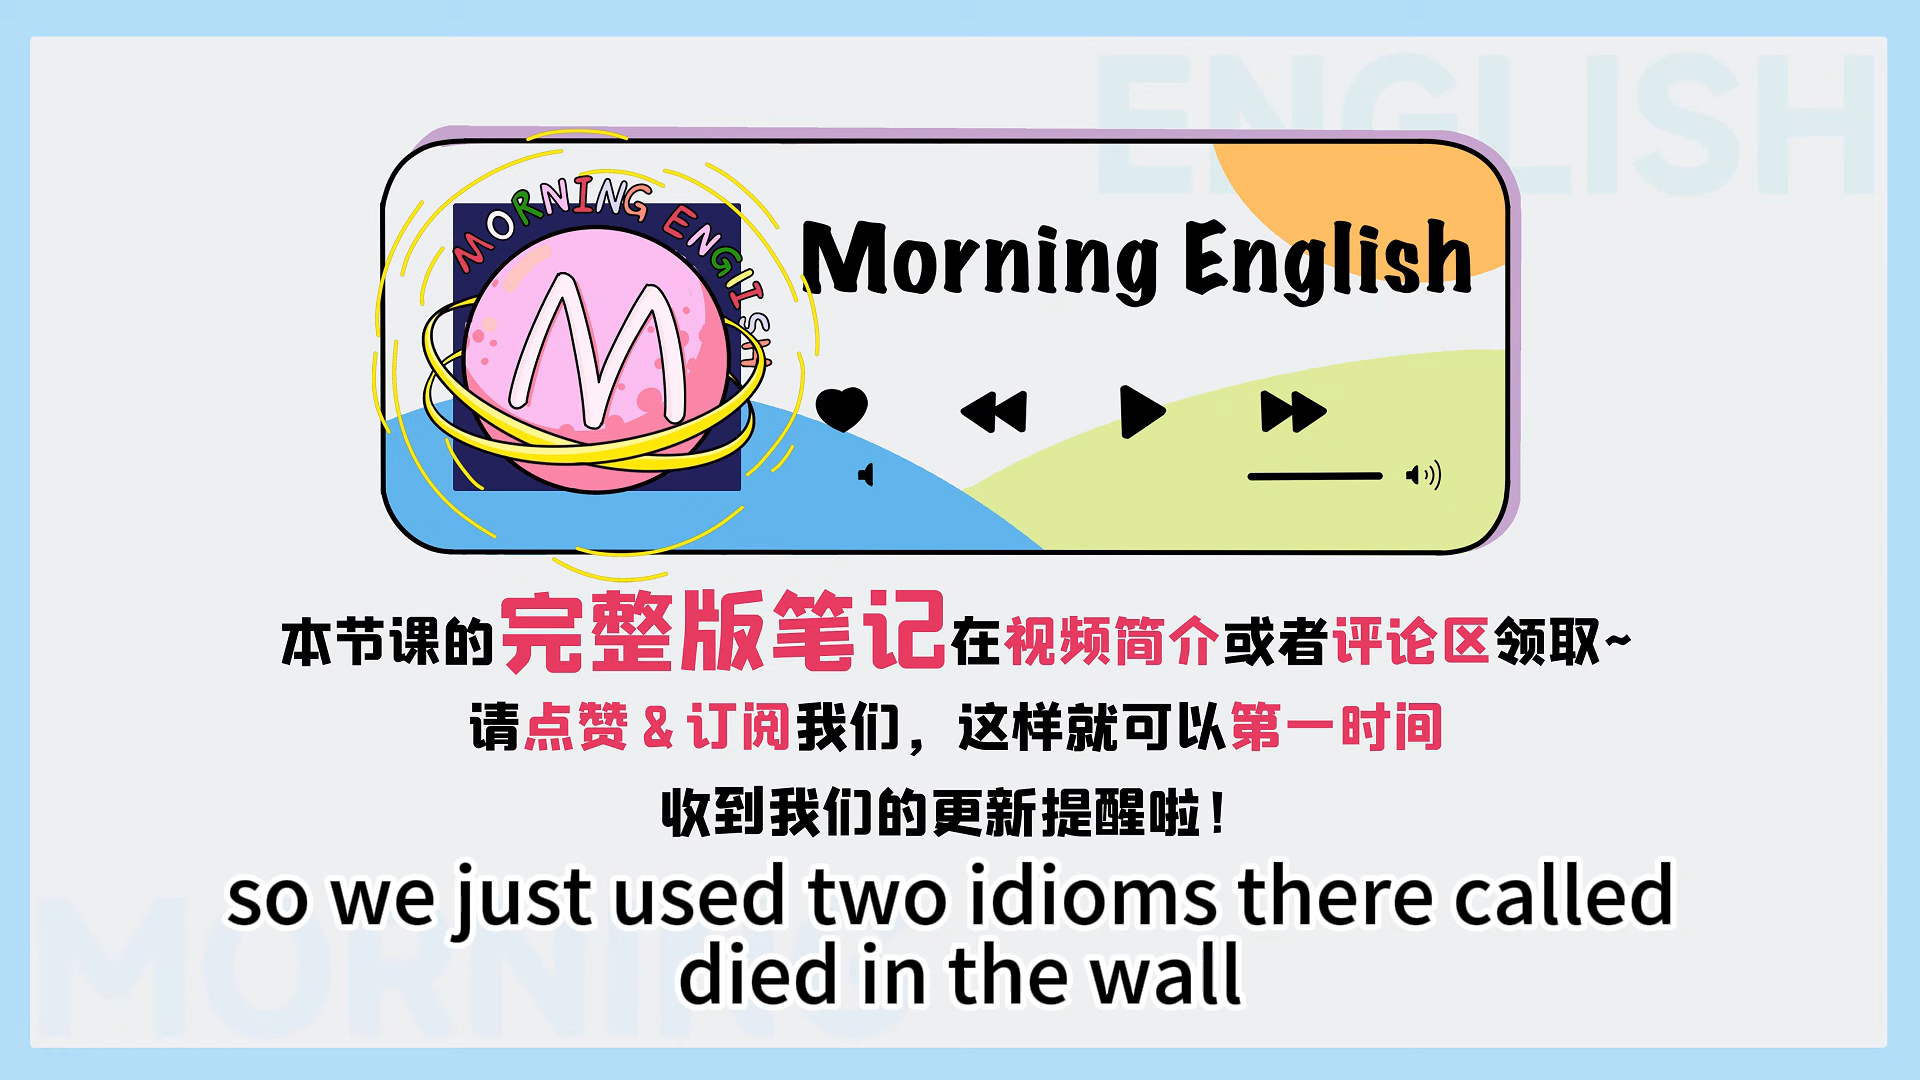 ENGLISH
MORNING ENGLISH
M
Morning English
本节课的完整版笔记在视频简介或者评论区领取~
请点赞&订阅我们，这样就可以第一时间
收到我们的更新提醒啦！
MORNING
so we just used two idioms there called
died in the wall